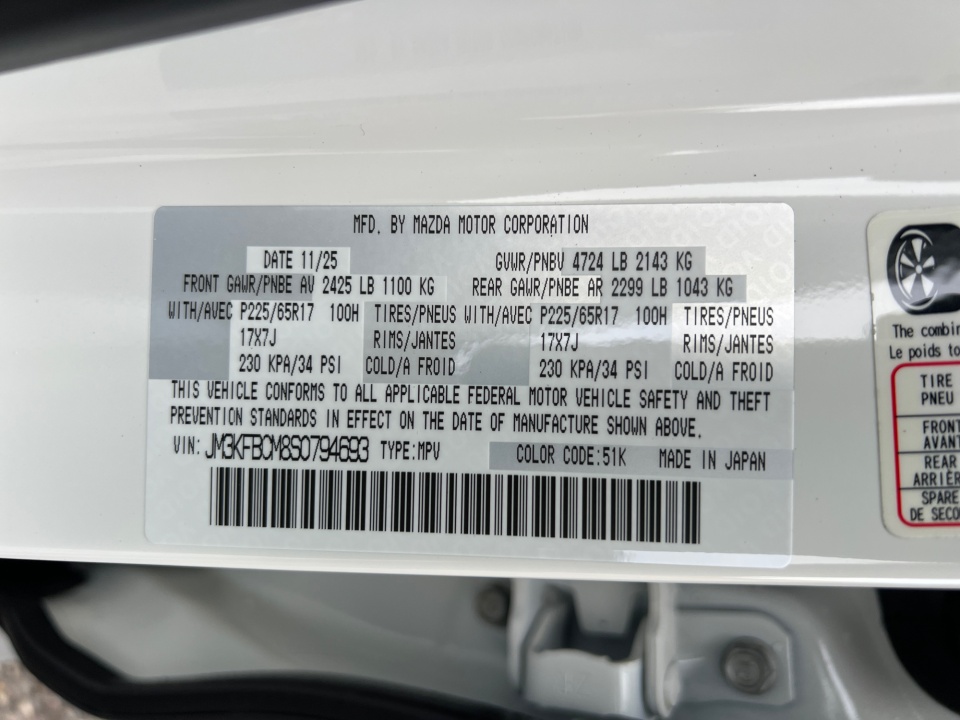 MFD. BY MAZDA MOTOR CORPORATION
DATE 11/25 GVWR/PNBV 4724 LB 2143 KG
FRONT GAWR/PNBE AV 2425 LB 1100 KG REAR GAWR/PNBE AR 2299 LB 1043 KG
WITH/AVEC P225/65R17 100H TIRES/PNEUS WITH/AVEC P225/65R17 100H TIRES/PNEUS
17X7J RIMS/JANTES 17X7J RIMS/JANTES
230 KPA/34 PSI COLD/A FROID 230 KPA/34 PSI COLD/A FROID
THIS VEHICLE CONFORMS TO ALL APPLICABLE FEDERAL MOTOR VEHICLE SAFETY AND THEFT
PREVENTION STANDARDS IN EFFECT ON THE DATE OF MANUFACTURE SHOWN ABOVE.
VIN: JM3KFBCM8S0794693 TYPE:MPV COLOR CODE:51K MADE IN JAPAN
The combin
Le poids to
TIRE
PNEU
FRONT
AVANT
REAR
ARRIÈR
SPARE
DE SECO